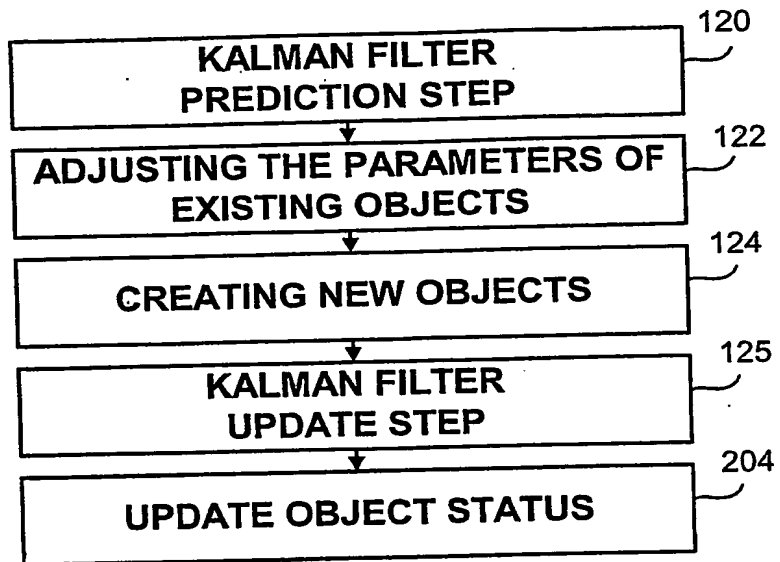 120
KALMAN FILTER
PREDICTION STEP
122
ADJUSTING THE PARAMETERS OF
EXISTING OBJECTS
124
CREATING NEW OBJECTS
125
KALMAN FILTER
UPDATE STEP
204
UPDATE OBJECT STATUS